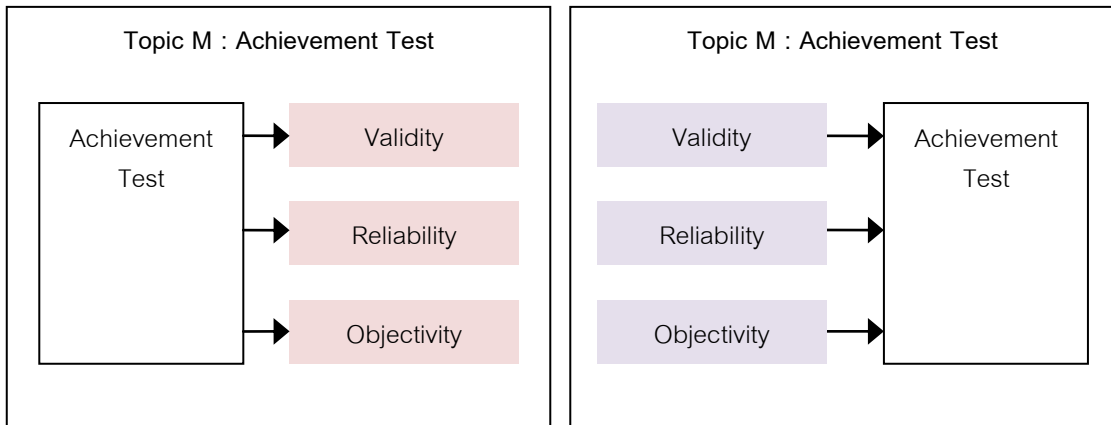 Topic M : Achievement Test
Achievement
Test
Validity
Reliability
Objectivity
Topic M : Achievement Test
Validity
Reliability
Objectivity
Achievement
Test